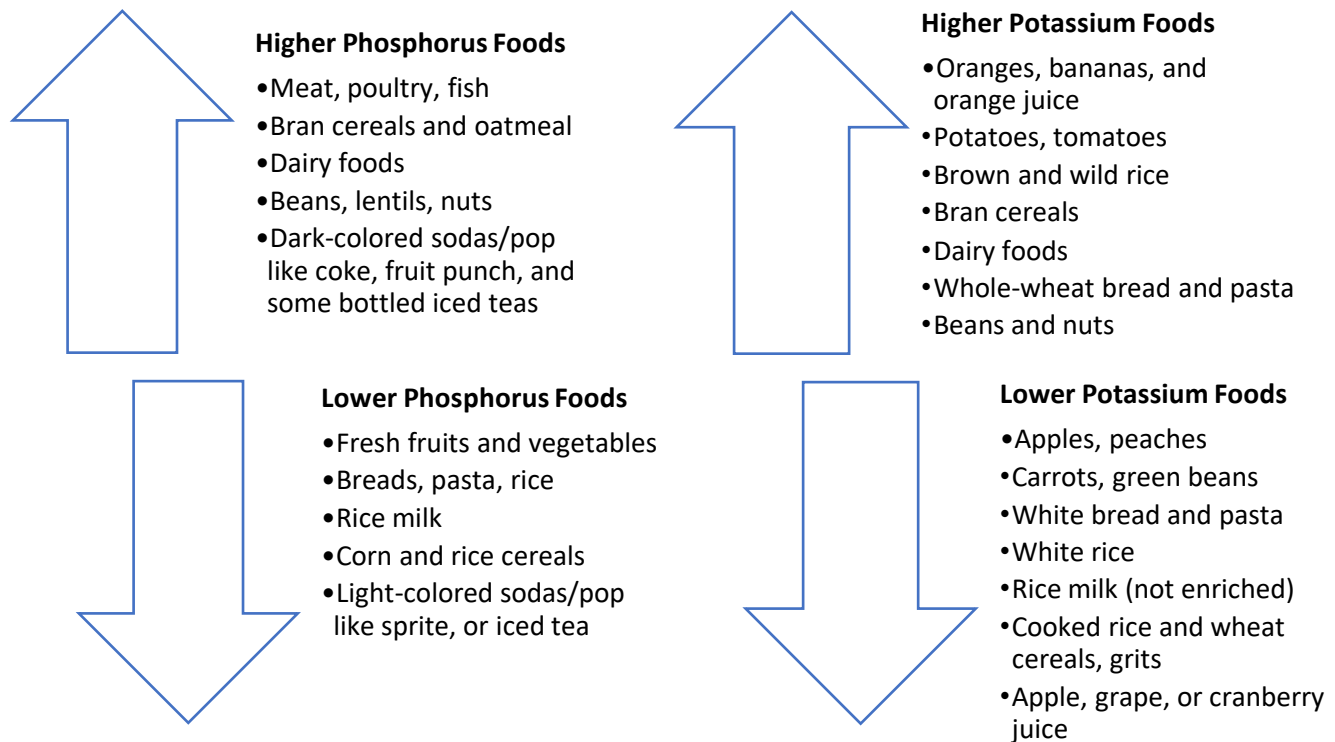 Higher Phosphorus Foods
•Meat, poultry, fish
•Bran cereals and oatmeal
•Dairy foods
•Beans, lentils, nuts
•Dark-colored sodas/pop
like coke, fruit punch, and
some bottled iced teas
Higher Potassium Foods
•Oranges, bananas, and
orange juice
•Potatoes, tomatoes
•Brown and wild rice
•Bran cereals
•Dairy foods
•Whole-wheat bread and pasta
•Beans and nuts
Lower Phosphorus Foods
•Fresh fruits and vegetables
•Breads, pasta, rice
•Rice milk
•Corn and rice cereals
•Light-colored sodas/pop
like sprite, or iced tea
Lower Potassium Foods
•Apples, peaches
•Carrots, green beans
•White bread and pasta
•White rice
•Rice milk (not enriched)
•Cooked rice and wheat
cereals, grits
•Apple, grape, or cranberry
juice